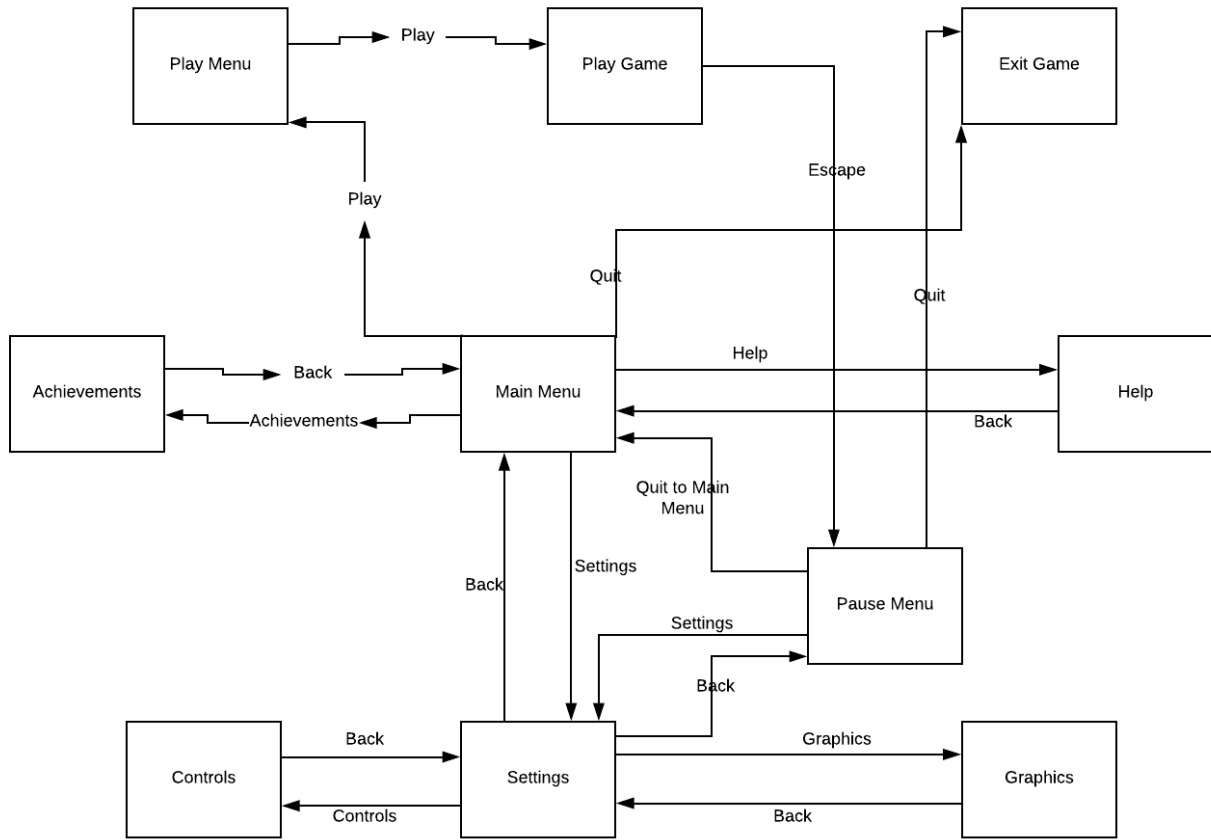 Play Menu
Play
Play Game
Exit Game
Escape
Play
Quit
Quit
Achievements
Back
Achievements
Main Menu
Help
Back
Help
Quit to Main
Menu
Settings
Back
Pause Menu
Settings
Back
Controls
Back
Controls
Settings
Graphics
Back
Graphics